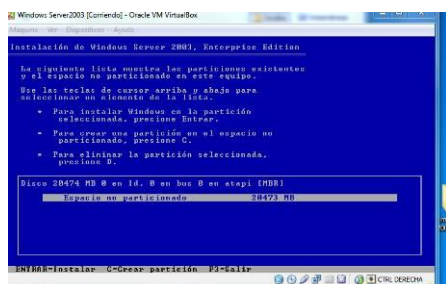 Windows Server2003 [Corriendo] - Oracle VM VirtualBox
Máquina Ver Dispositivos Ayuda
Instalación de Windows Server 2003, Enterprise Edition
La siguiente lista muestra las particiones existentes
y el espacio no particionado en este equipo.
Use las teclas de cursor arriba y abajo para
seleccionar un elemento de la lista.
• Para instalar Windows en la partición
seleccionada, presione Entrar.
• Para crear una partición en el espacio no
particionado, presione C.
• Para eliminar la partición seleccionada,
presione D.
Disco 20474 MB 0 en Id. 0 en bus 0 en atapi [MBR]
Espacio no particionado 20473 MB
ENTRAR=Instalar C=Crear partición F3=Salir
CTRL DERECHA